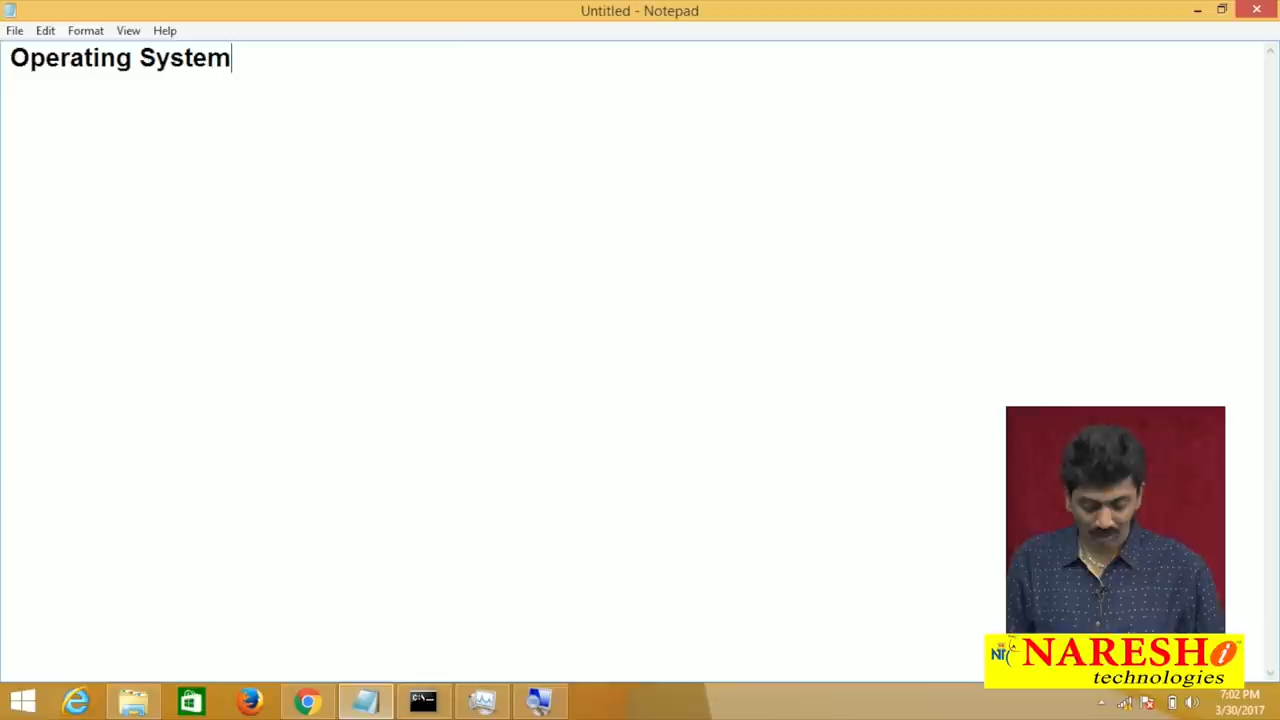 Untitled - Notepad
File Edit Format View Help
Operating System
NARESH i
technologies
7:02 PM
3/30/2017